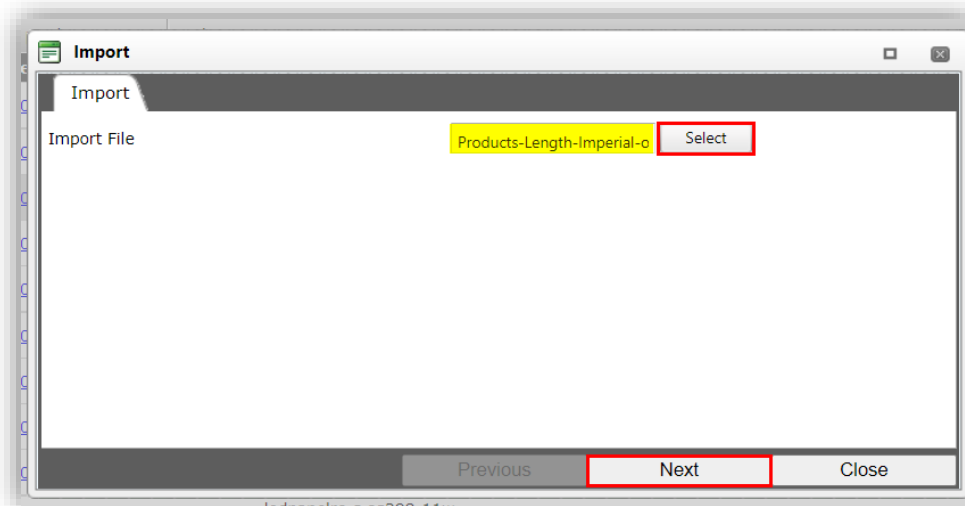 Import
Import
Import File
Products-Length-Imperial-o
Select
Previous
Next
Close